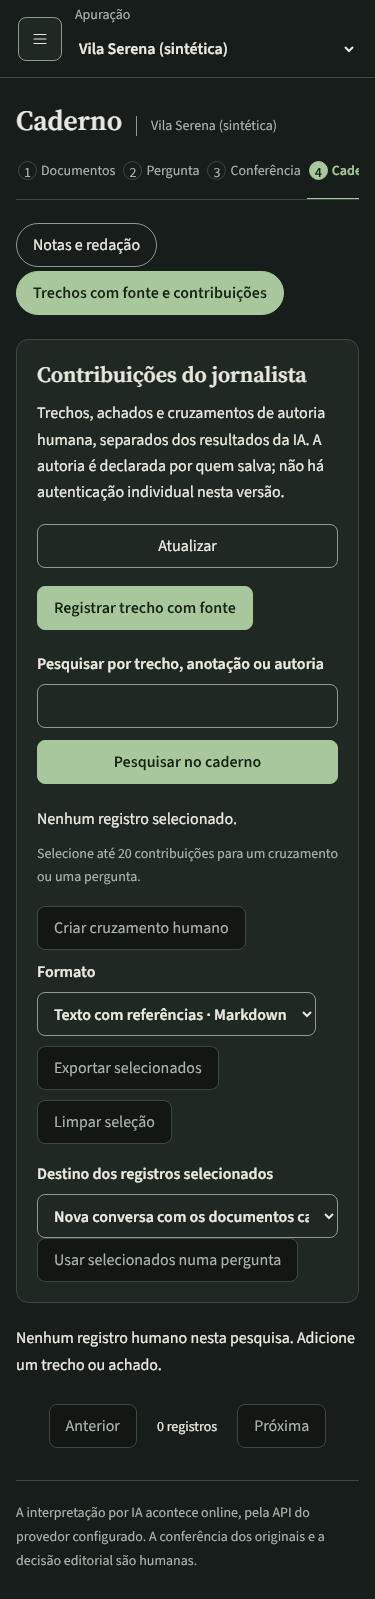 Apuração
Vila Serena (sintética)
Caderno
Vila Serena (sintética)
1 Documentos 2 Pergunta 3 Conferência 4 Cade
Notas e redação
Trechos com fonte e contribuições
Contribuições do jornalista
Trechos, achados e cruzamentos de autoria
humana, separados dos resultados da IA. A
autoria é declarada por quem salva; não há
autenticação individual nesta versão.
Atualizar
Registrar trecho com fonte
Pesquisar por trecho, anotação ou autoria
Pesquisar no caderno
Nenhum registro selecionado.
Selecione até 20 contribuições para um cruzamento
ou uma pergunta.
Criar cruzamento humano
Formato
Texto com referências · Markdown
Exportar selecionados
Limpar seleção
Destino dos registros selecionados
Nova conversa com os documentos ca
Usar selecionados numa pergunta
Nenhum registro humano nesta pesquisa. Adicione
um trecho ou achado.
Anterior
0 registros
Próxima
A interpretação por IA acontece online, pela API do
provedor configurado. A conferência dos originais e a
decisão editorial são humanas.